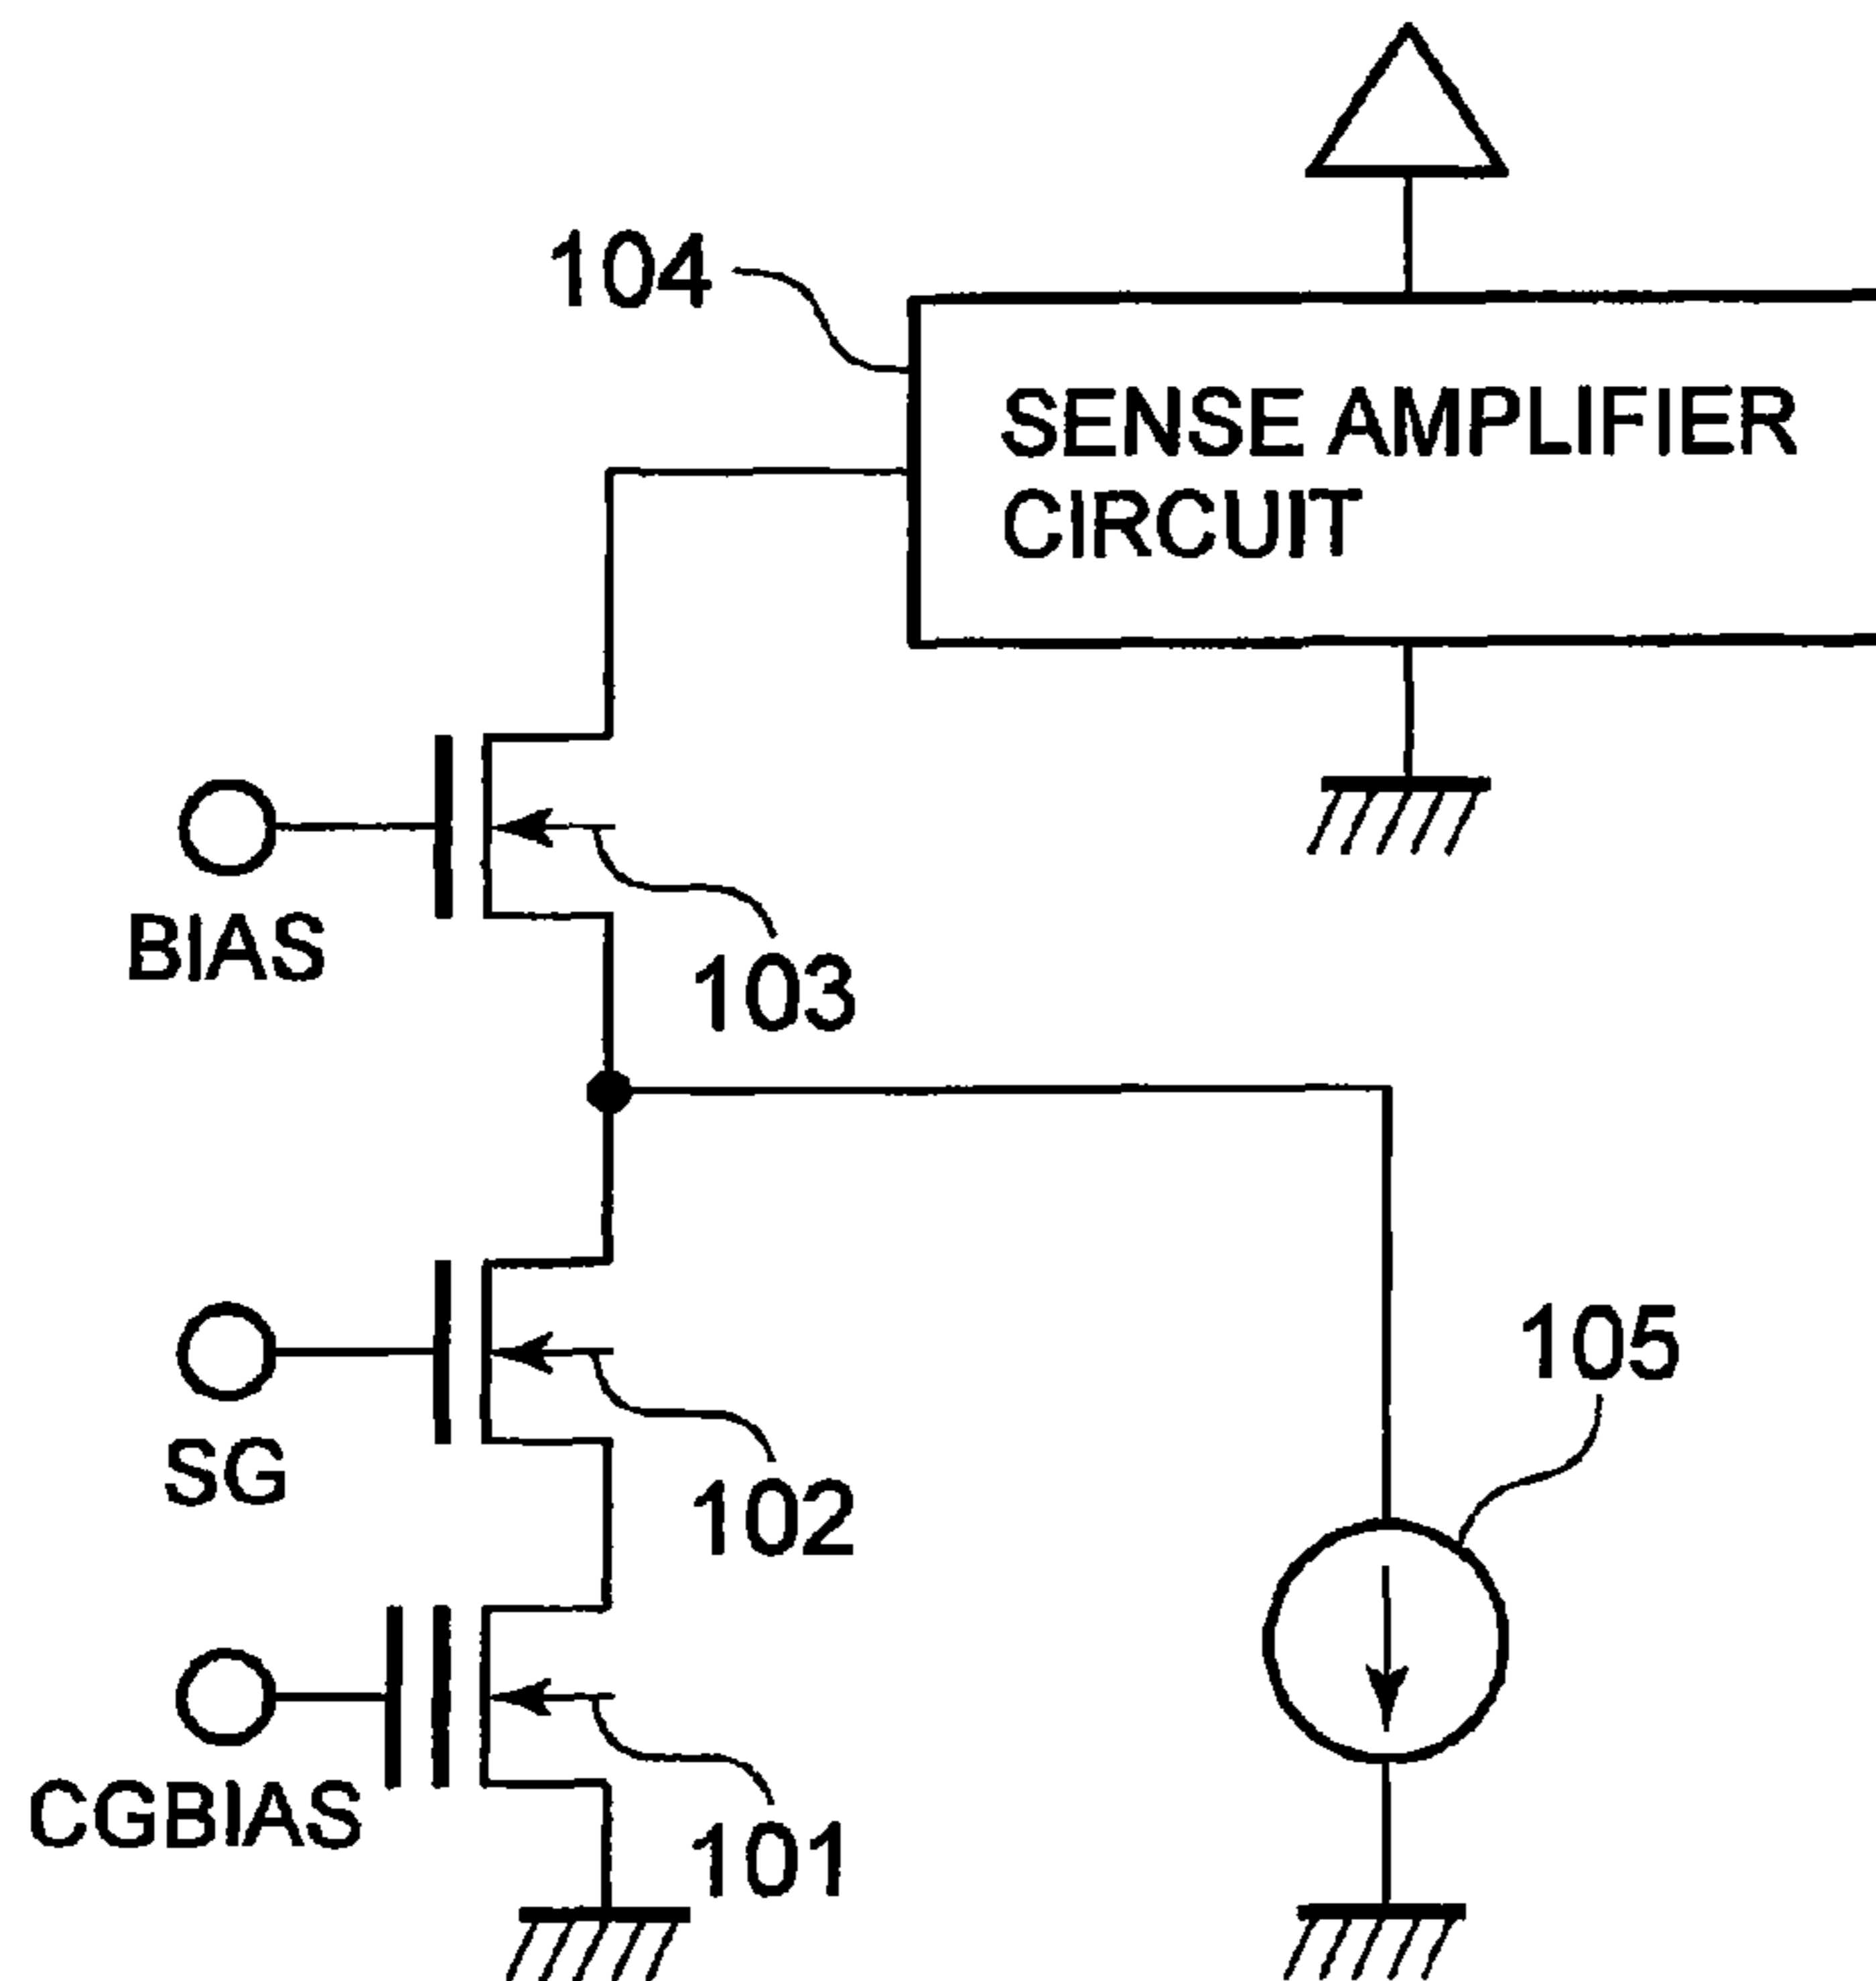 104
SENSE AMPLIFIER
CIRCUIT
BIAS
103
105
SG
102
CGBIAS
101